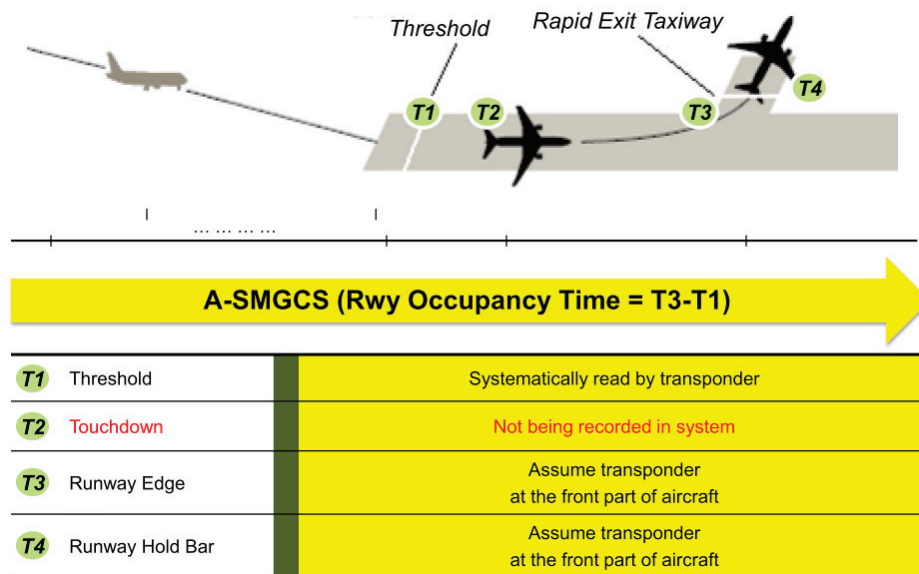 Threshold
Rapid Exit Taxiway
T1
T2
T3
T4
... ... ... ...
A-SMGCS (Rwy Occupancy Time = T3-T1)
T1 Threshold Systematically read by transponder
T2 Touchdown Not being recorded in system
T3 Runway Edge Assume transponder
at the front part of aircraft
T4 Runway Hold Bar Assume transponder
at the front part of aircraft